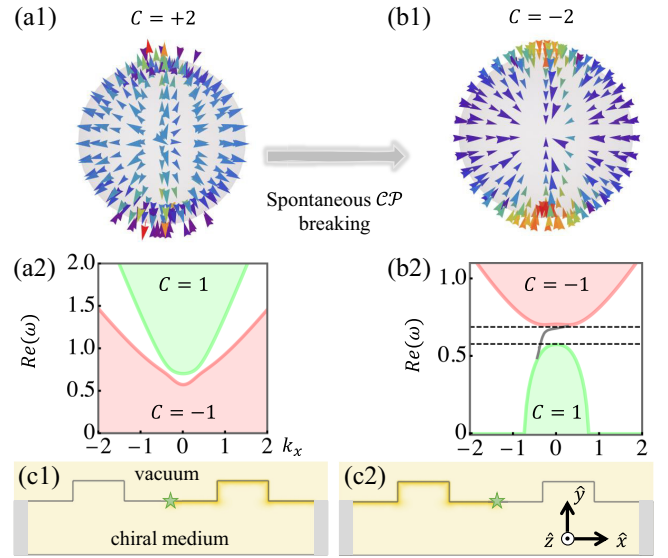 (a1)
C = +2
(b1)
C = −2
Spontaneous 𝒞𝒫
breaking
(a2)
2.0
1.5
1.0
0.5
0
Re(ω)
C = 1
C = −1
−2 −1 0 1 2
k_x
(b2)
1.0
0.5
0
Re(ω)
C = −1
C = 1
−2 −1 0 1 2
(c1)
vacuum
chiral medium
(c2)
ŷ
ẑ
x̂